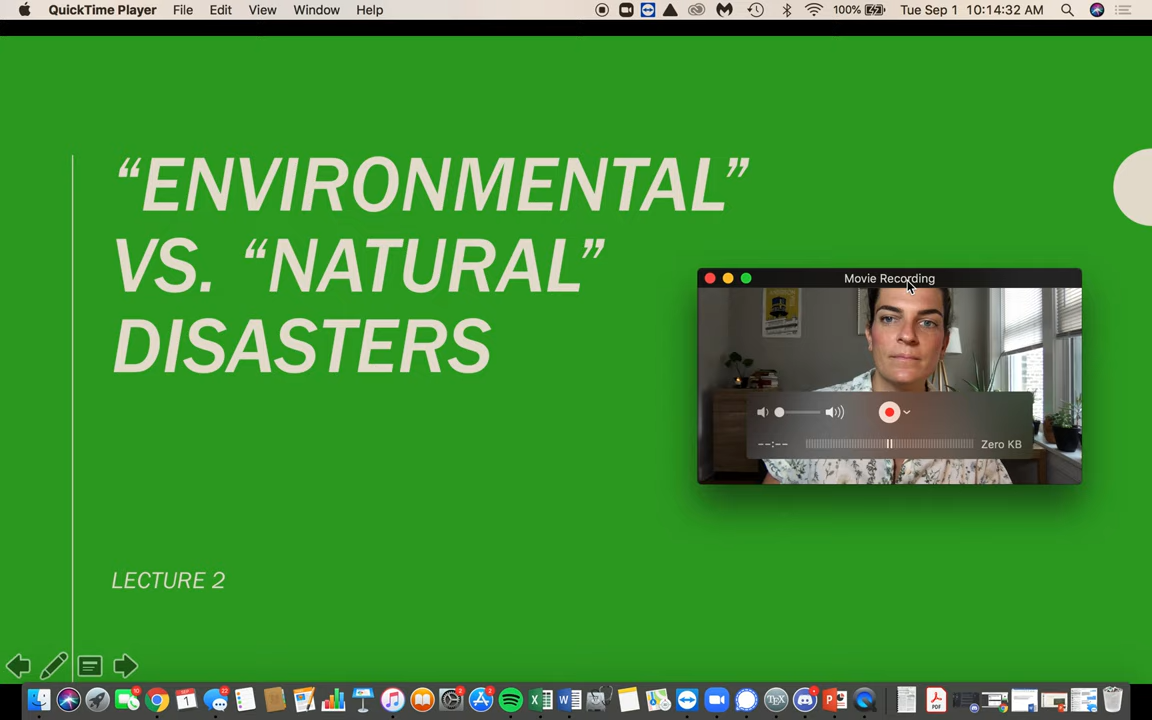 QuickTime Player File Edit View Window Help 100% Tue Sep 1 10:14:32 AM
“ENVIRONMENTAL”
VS. “NATURAL”
DISASTERS
Movie Recording
--:-- Zero KB
LECTURE 2